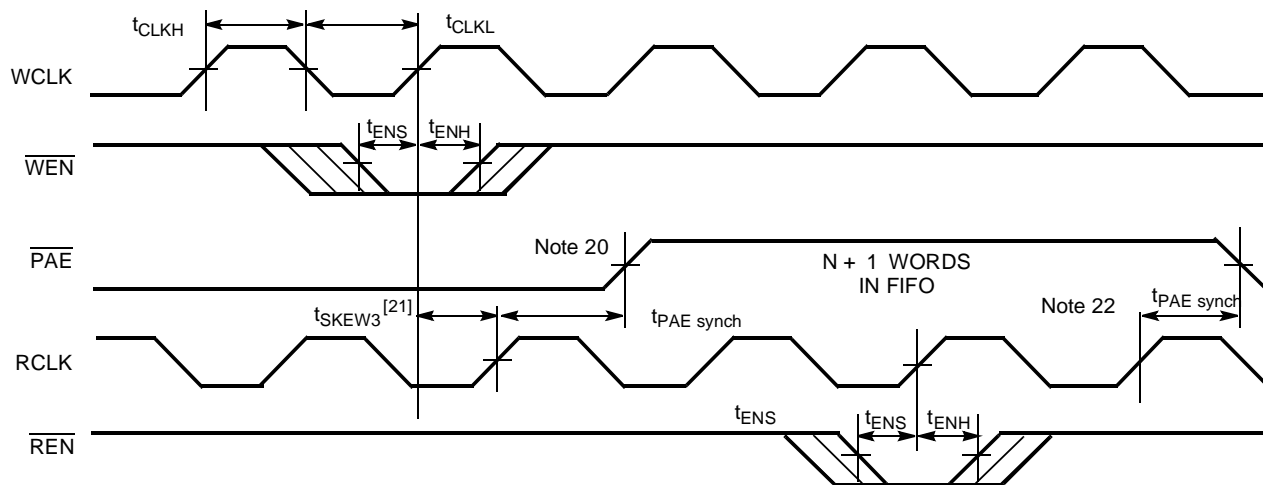 tCLKH tCLKL
WCLK
tENS tENH
WEN
Note 20
PAE
N + 1 WORDS
IN FIFO
Note 22 tPAE synch
tSKEW3 [21] tPAE synch
RCLK
tENS tENS tENH
REN